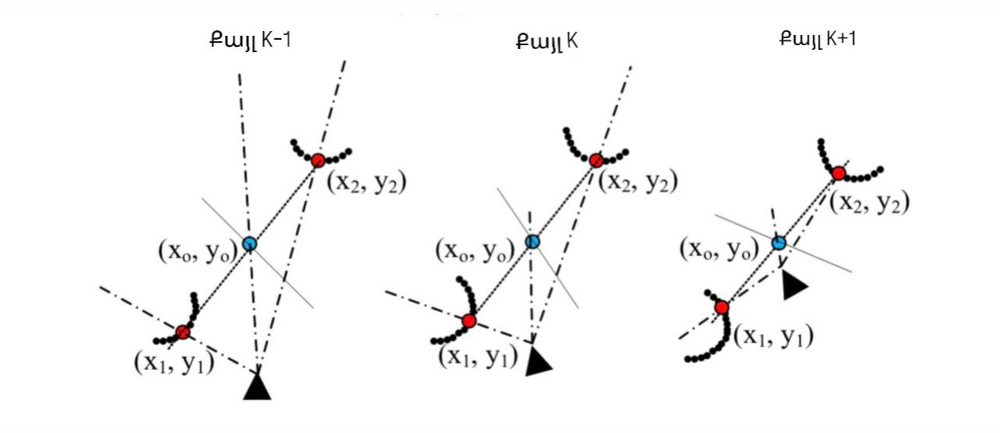 Քայլ K-1
Քայլ K
Քայլ K+1
(x₂, y₂)
(xₒ, yₒ)
(x₁, y₁)
(x₂, y₂)
(xₒ, yₒ)
(x₁, y₁)
(x₂, y₂)
(xₒ, yₒ)
(x₁, y₁)